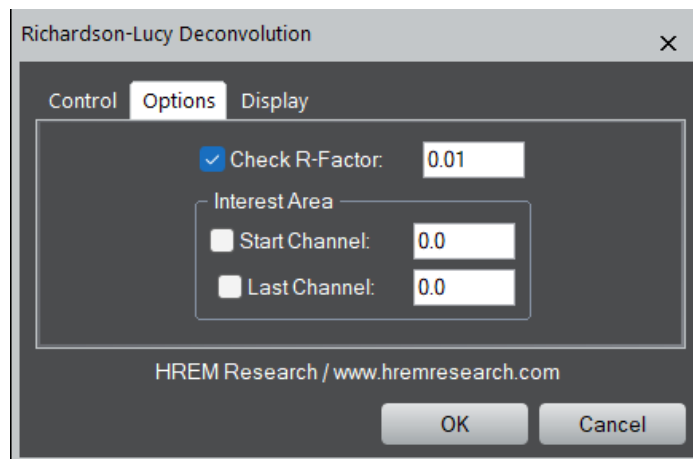 Richardson-Lucy Deconvolution
Control Options Display
Check R-Factor: 0.01
Interest Area
Start Channel: 0.0
Last Channel: 0.0
HREM Research / www.hremresearch.com
OK Cancel